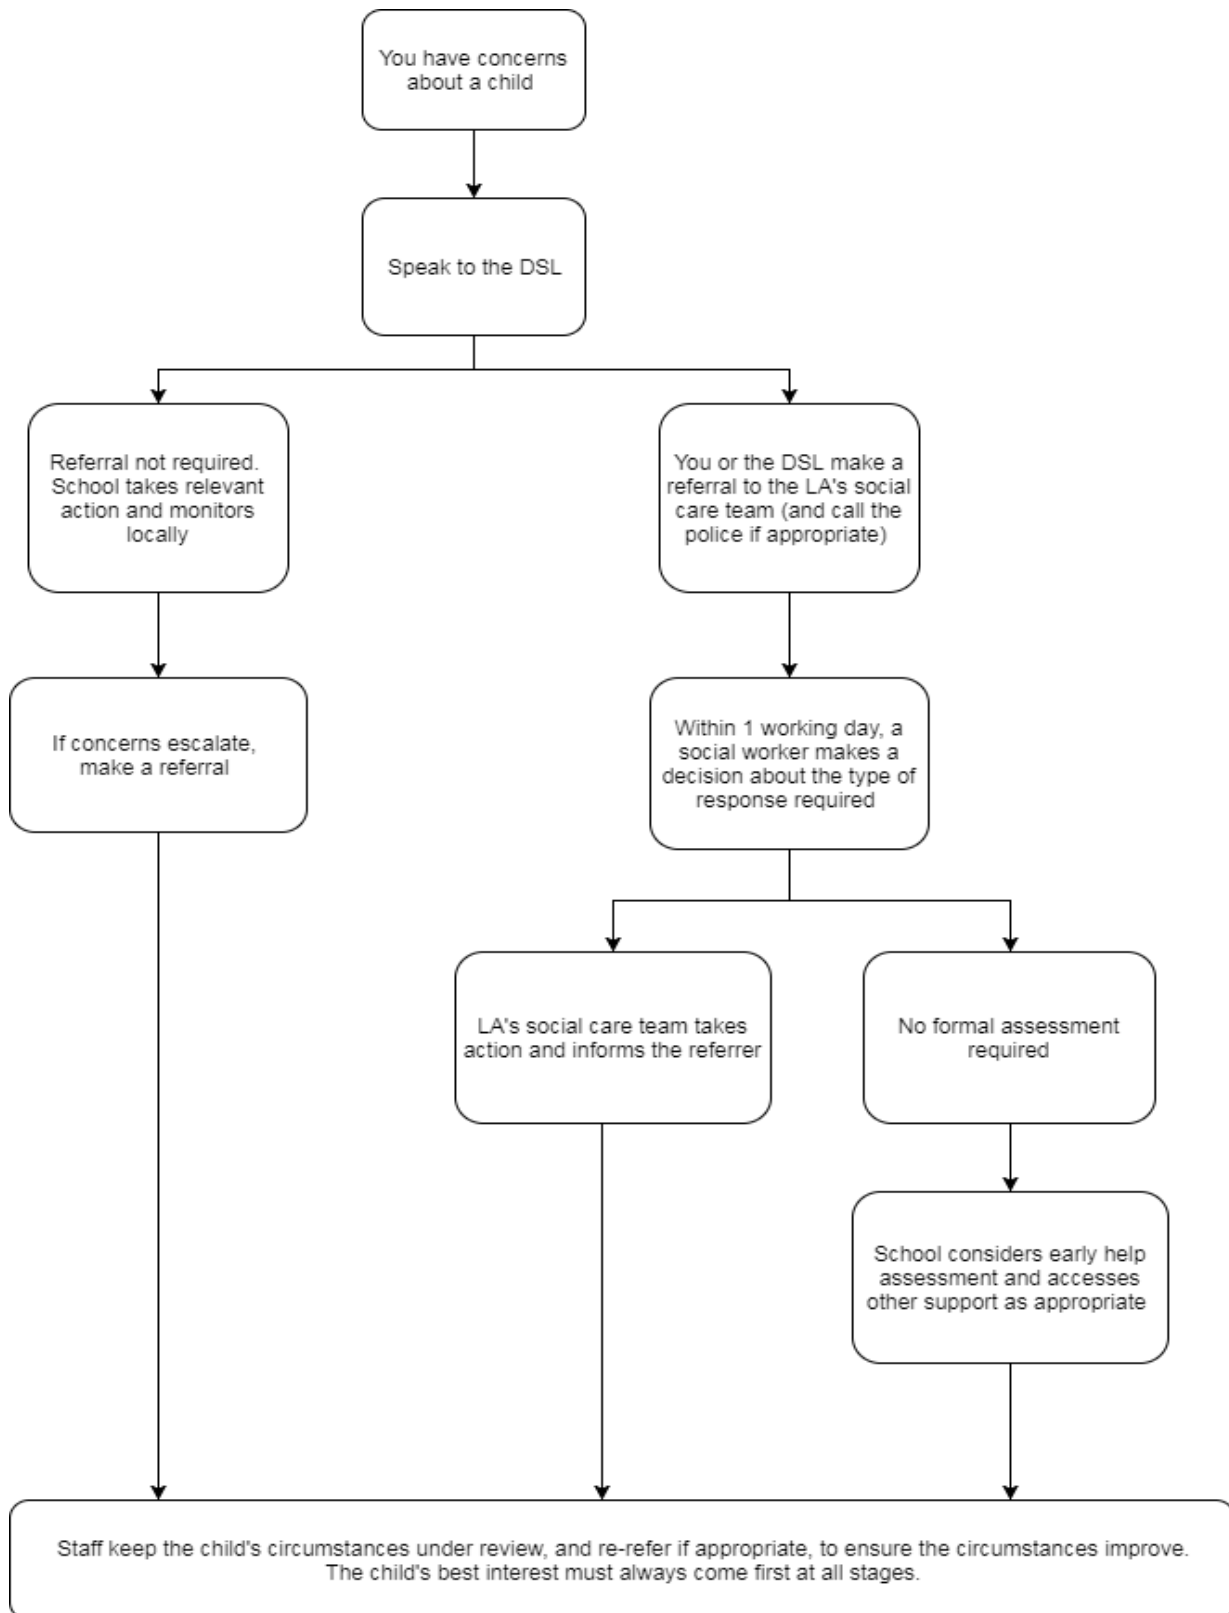 You have concerns
about a child
Speak to the DSL
Referral not required.
School takes relevant
action and monitors
locally
You or the DSL make a
referral to the LA's social
care team (and call the
police if appropriate)
If concerns escalate,
make a referral
Within 1 working day, a
social worker makes a
decision about the type of
response required
LA's social care team takes
action and informs the referrer
No formal assessment
required
School considers early help
assessment and accesses
other support as appropriate
Staff keep the child's circumstances under review, and re-refer if appropriate, to ensure the circumstances improve.
The child's best interest must always come first at all stages.